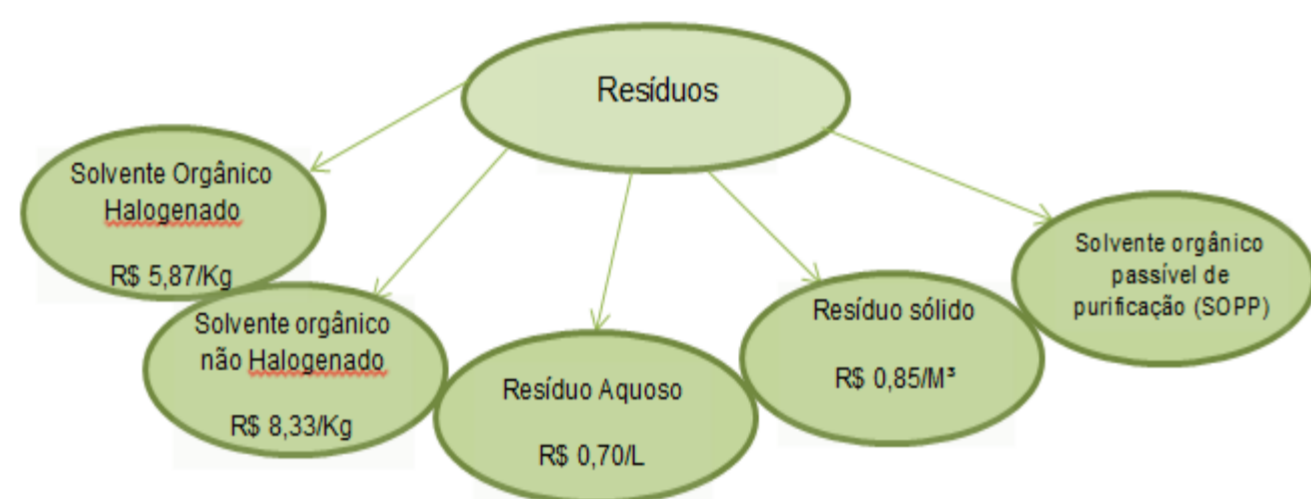 Resíduos
Solvente Orgânico
Halogenado
R$ 5,87/Kg
Solvente orgânico
não Halogenado
R$ 8,33/Kg
Resíduo Aquoso
R$ 0,70/L
Resíduo sólido
R$ 0,85/M³
Solvente orgânico
passível de
purificação (SOPP)